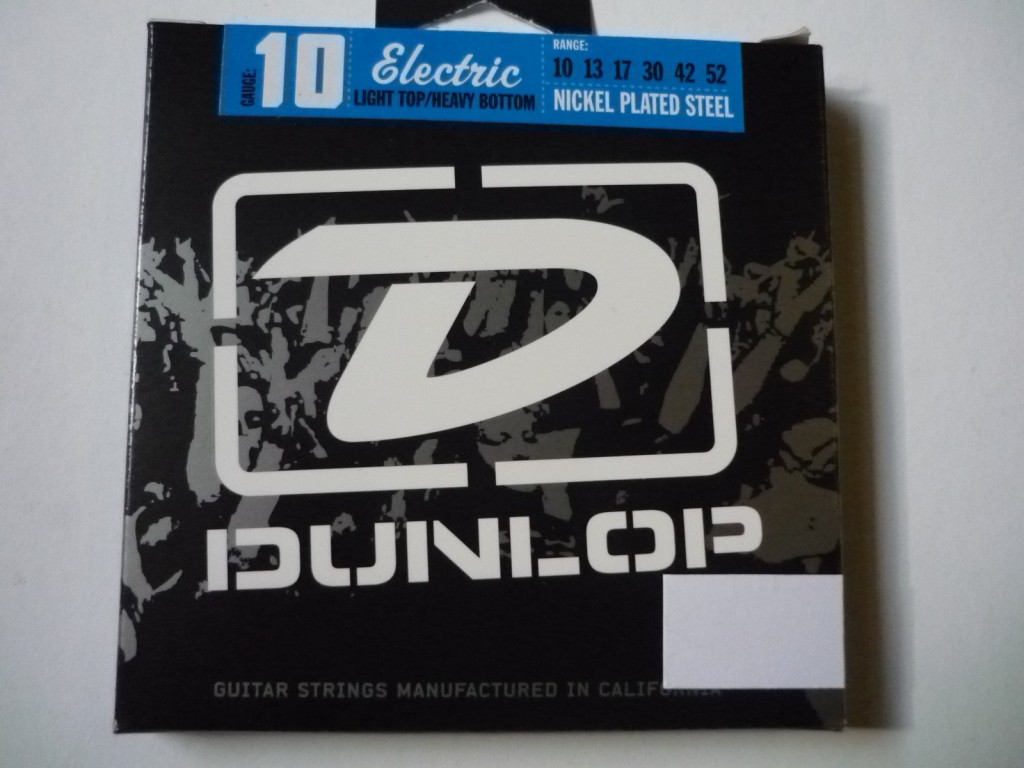 GAUGE: 10
Electric
LIGHT TOP/HEAVY BOTTOM
RANGE:
10 13 17 30 42 52
NICKEL PLATED STEEL
D
DUNLOP
GUITAR STRINGS MANUFACTURED IN CALIFORNIA